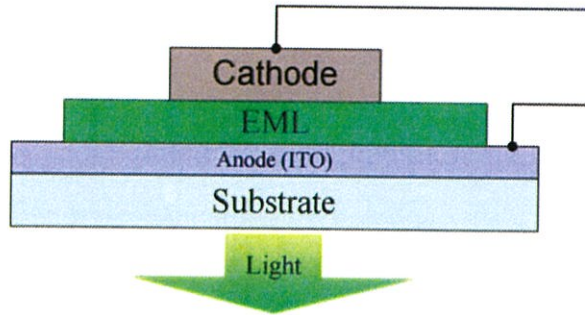 Cathode
EML
Anode (ITO)
Substrate
Light